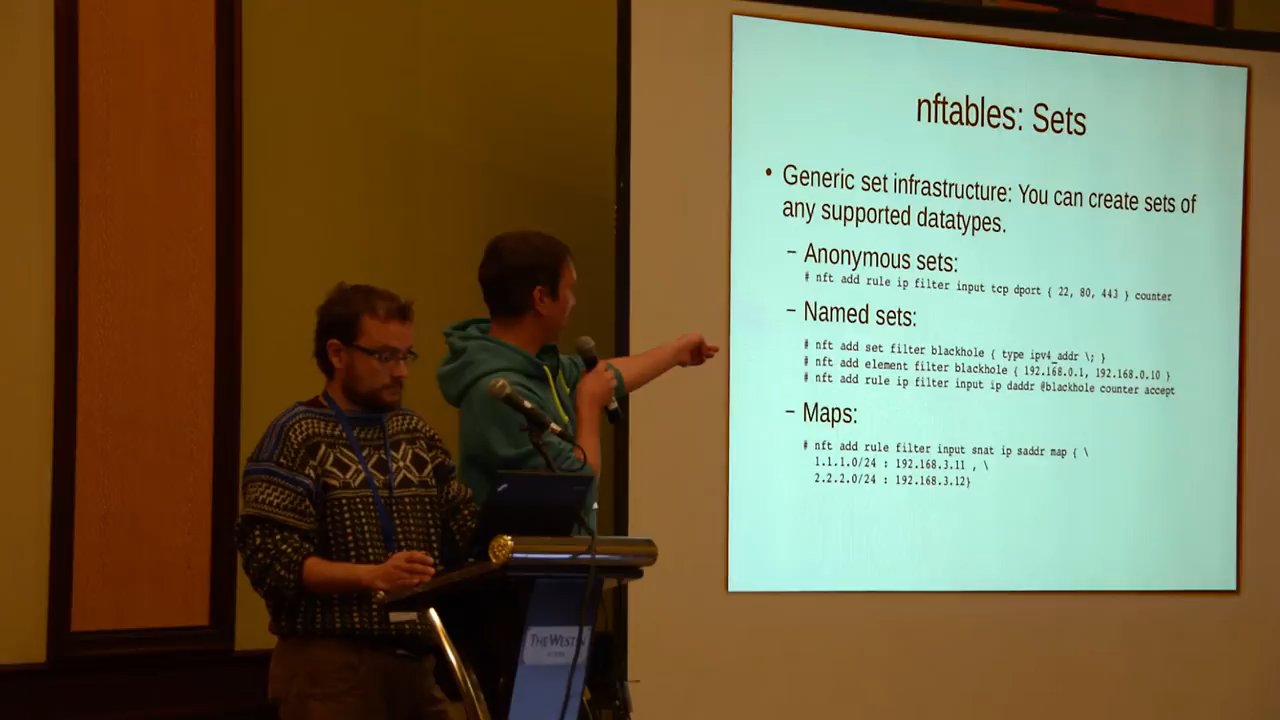 nftables: Sets
• Generic set infrastructure: You can create sets of
any supported datatypes.
– Anonymous sets:
# nft add rule ip filter input tcp dport { 22, 80, 443 } counter
– Named sets:
# nft add set filter blackhole { type ipv4_addr \; }
# nft add element filter blackhole { 192.168.0.1, 192.168.0.10 }
# nft add rule ip filter input ip daddr @blackhole counter accept
– Maps:
# nft add rule filter input snat ip saddr map { \
1.1.1.0/24 : 192.168.3.11 , \
2.2.2.0/24 : 192.168.3.12}
THE WESTIN